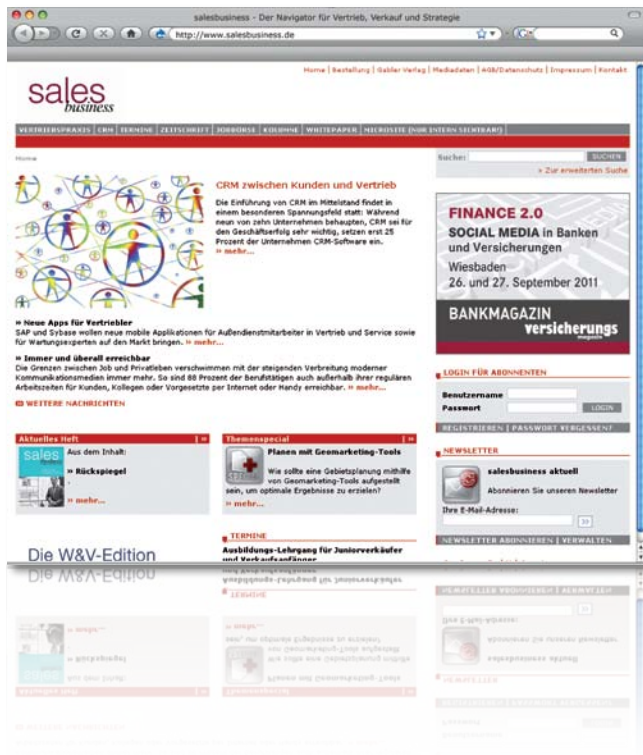 salesbusiness - Der Navigator für Vertrieb, Verkauf und Strategie
http://www.salesbusiness.de
Home | Bestellung | Gabler Verlag | Mediadaten | AGB/Datenschutz | Impressum | Kontakt
sales
business
VERTRIEBSPRAXIS | CRM | TERMINE | ZEITSCHRIFT | JOBBÖRSE | KOLUMNE | WHITEPAPER | MICROSITE (NUR INTERN SICHTBAR!)
Home
Suche:
SUCHEN
» Zur erweiterten Suche
CRM zwischen Kunden und Vertrieb
Die Einführung von CRM im Mittelstand findet in
einem besonderen Spannungsfeld statt: Während
neun von zehn Unternehmen behaupten, CRM sei für
den Geschäftserfolg sehr wichtig, setzen erst 25
Prozent der Unternehmen CRM-Software ein.
» mehr...
» Neue Apps für Vertriebler
SAP und Sybase wollen neue mobile Applikationen für Außendienstmitarbeiter in Vertrieb und Service sowie
für Wartungsexperten auf den Markt bringen. » mehr...
» Immer und überall erreichbar
Die Grenzen zwischen Job und Privatleben verschwimmen mit der steigenden Verbreitung moderner
Kommunikationsmedien immer mehr. So sind 88 Prozent der Berufstätigen auch außerhalb ihrer regulären
Arbeitszeiten für Kunden, Kollegen oder Vorgesetzte per Internet oder Handy erreichbar. » mehr...
WEITERE NACHRICHTEN
Aktuelles Heft | »
sales
Aus dem Inhalt:
» Rückspiegel
» mehr...
Die W&V-Edition
Themenspecial | »
Planen mit Geomarketing-Tools
Wie sollte eine Gebietsplanung mithilfe
von Geomarketing-Tools aufgestellt
sein, um optimale Ergebnisse zu erzielen?
» mehr...
TERMINE
Ausbildungs-Lehrgang für Juniorverkäufer
und Verkaufsanfänger
FINANCE 2.0
SOCIAL MEDIA in Banken
und Versicherungen
Wiesbaden
26. und 27. September 2011
BANKMAGAZIN
versicherungs
magazin
LOGIN FÜR ABONNENTEN
Benutzername
Passwort
LOGIN
REGISTRIEREN | PASSWORT VERGESSEN?
NEWSLETTER
salesbusiness aktuell
Abonnieren Sie unseren Newsletter
Ihre E-Mail-Adresse:
»
NEWSLETTER ABONNIEREN | VERWALTEN